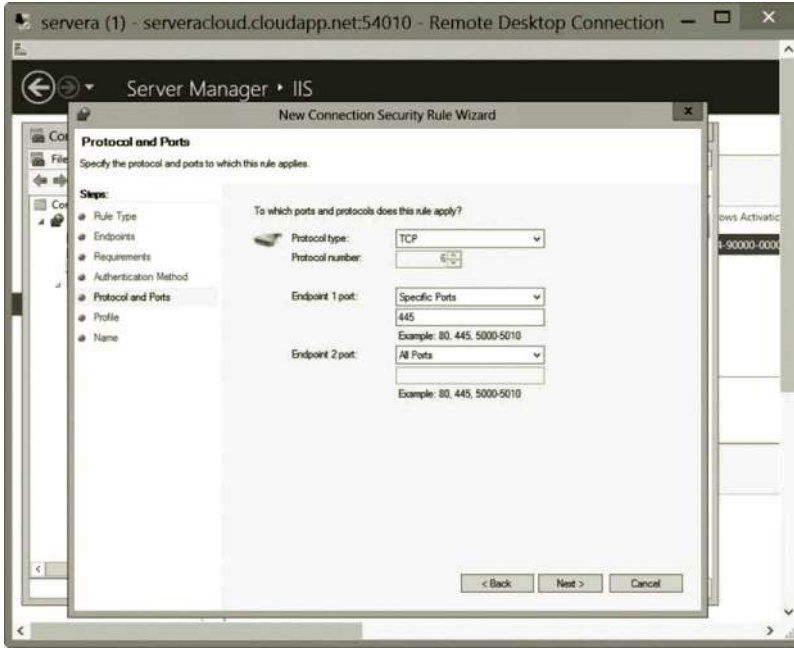 servera (1) - serveracloud.cloudapp.net:54010 - Remote Desktop Connection
Server Manager • IIS
New Connection Security Rule Wizard
Protocol and Ports
Specify the protocol and ports to which this rule applies.
Steps:
Rule Type
Endpoints
Requirements
Authentication Method
Protocol and Ports
Profile
Name
To which ports and protocols does this rule apply?
Protocol type: TCP
Protocol number: 6
Endpoint 1 port: Specific Ports
445
Example: 80, 445, 5000-5010
Endpoint 2 port: All Ports
Example: 80, 445, 5000-5010
< Back Next > Cancel
Con
File
Con
ows Activatic
-90000-0000